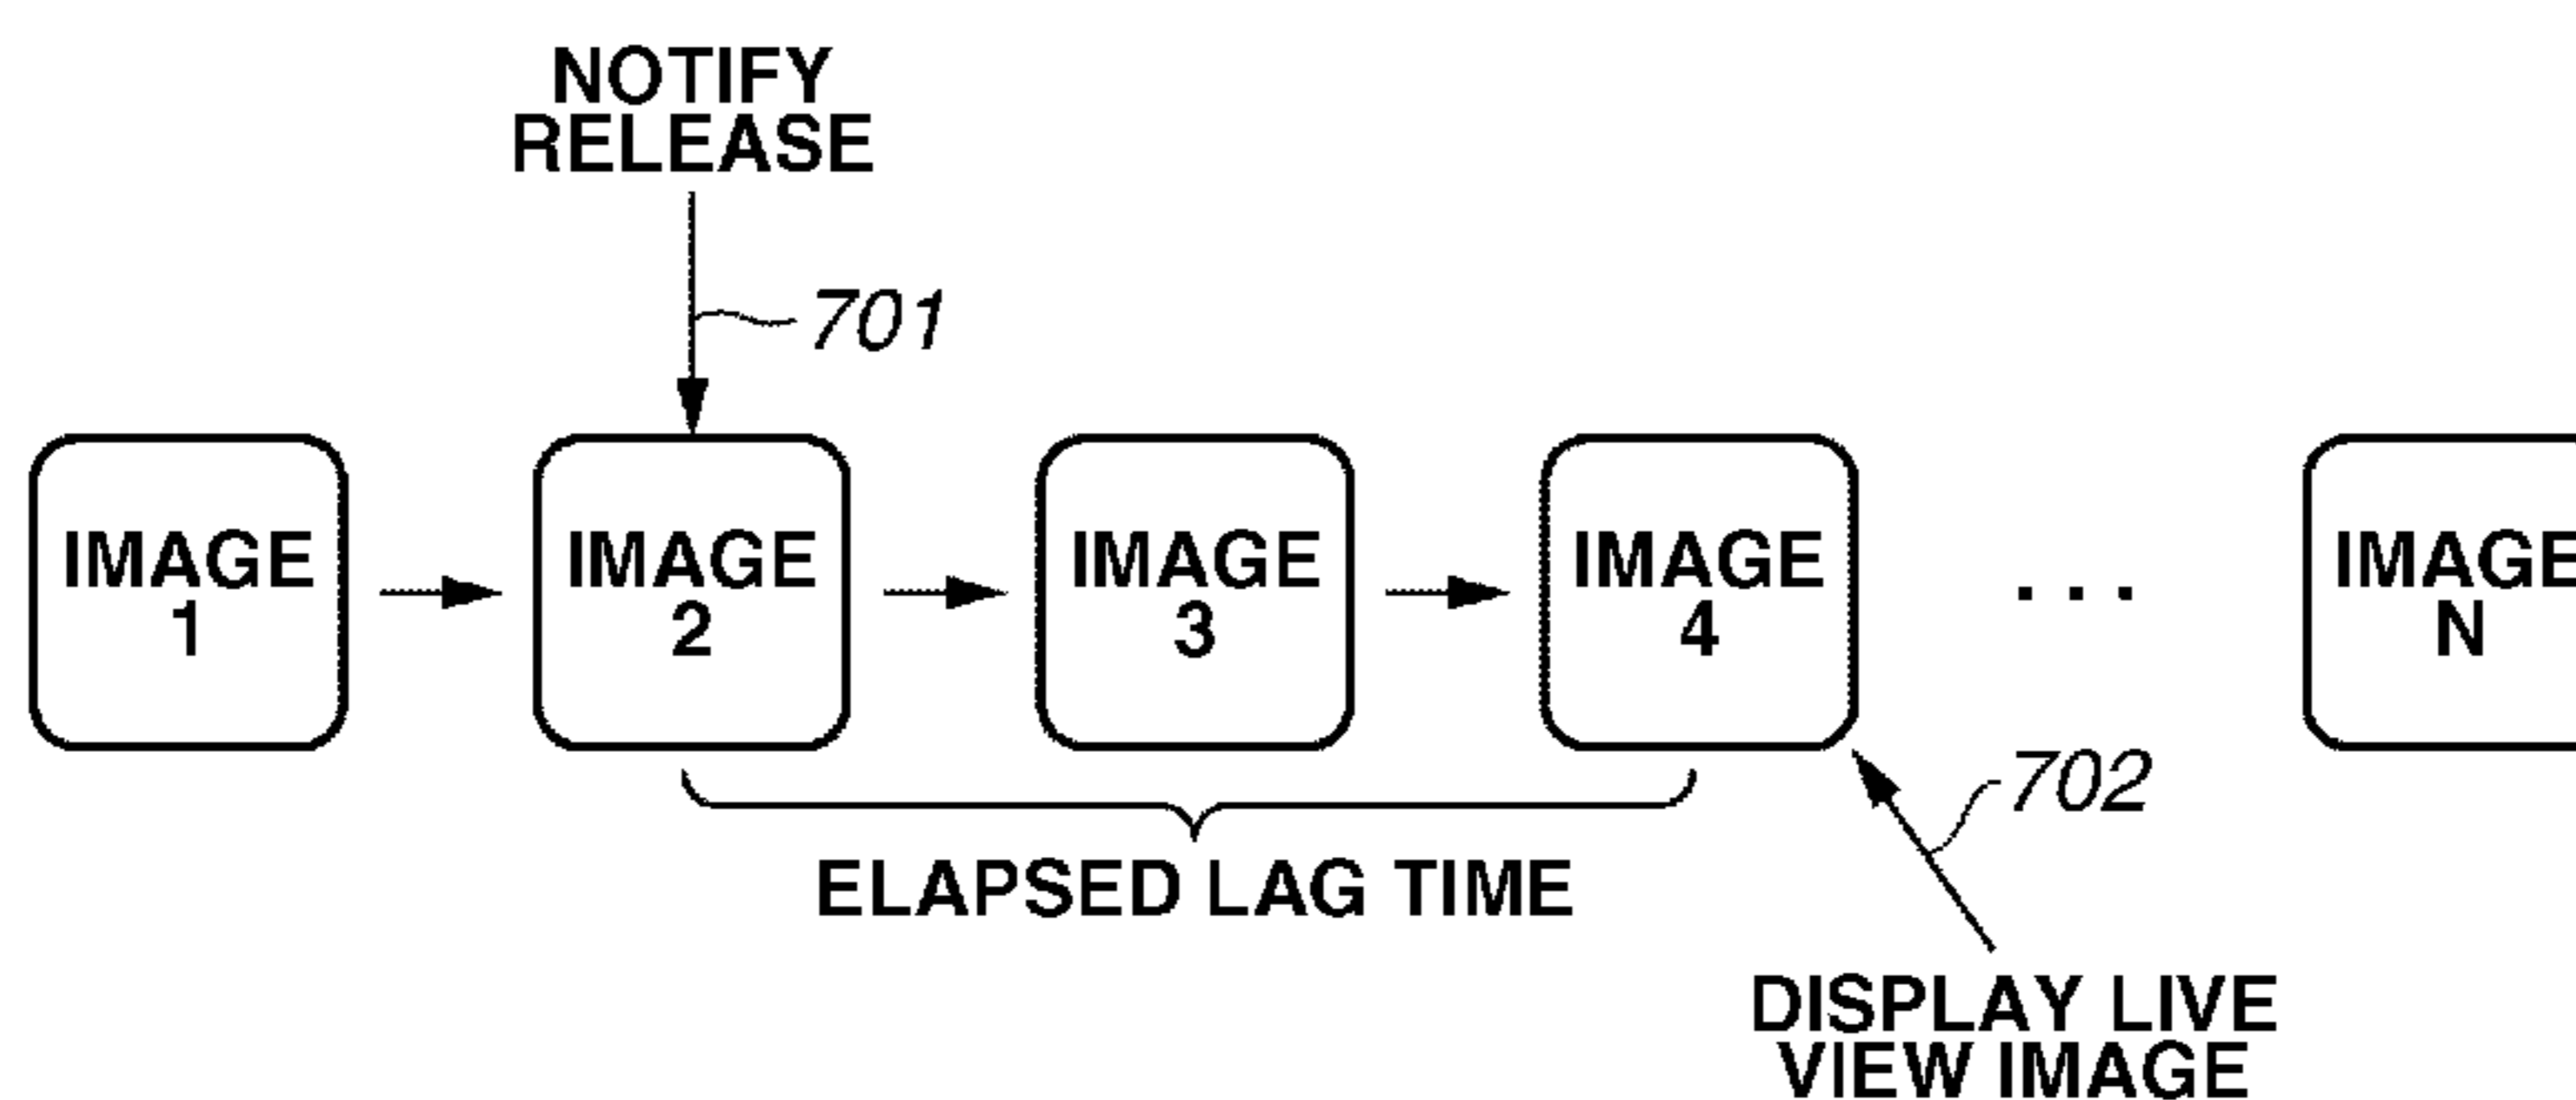 NOTIFY
RELEASE
701
IMAGE
1
IMAGE
2
IMAGE
3
IMAGE
4
. . .
IMAGE
N
702
ELAPSED LAG TIME
DISPLAY LIVE
VIEW IMAGE